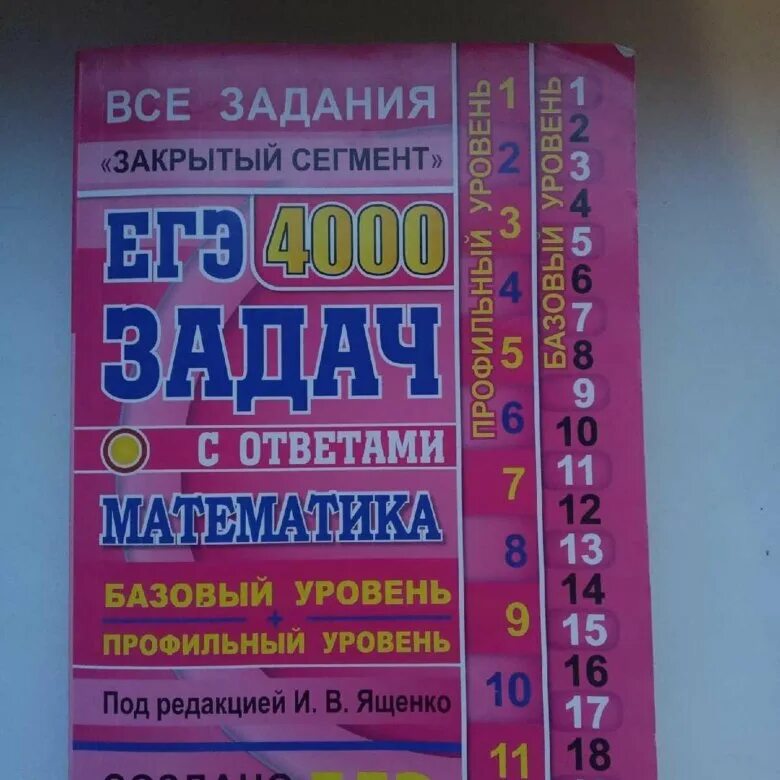 ВСЕ ЗАДАНИЯ
«ЗАКРЫТЫЙ СЕГМЕНТ»
ЕГЭ 4000
ЗАДАЧ
С ОТВЕТАМИ
МАТЕМАТИКА
БАЗОВЫЙ УРОВЕНЬ
+
ПРОФИЛЬНЫЙ УРОВЕНЬ
Под редакцией И. В. Ященко
ПРОФИЛЬНЫЙ УРОВЕНЬ
1
2
3
4
5
6
7
8
9
10
11
БАЗОВЫЙ УРОВЕНЬ
1
2
3
4
5
6
7
8
9
10
11
12
13
14
15
16
17
18